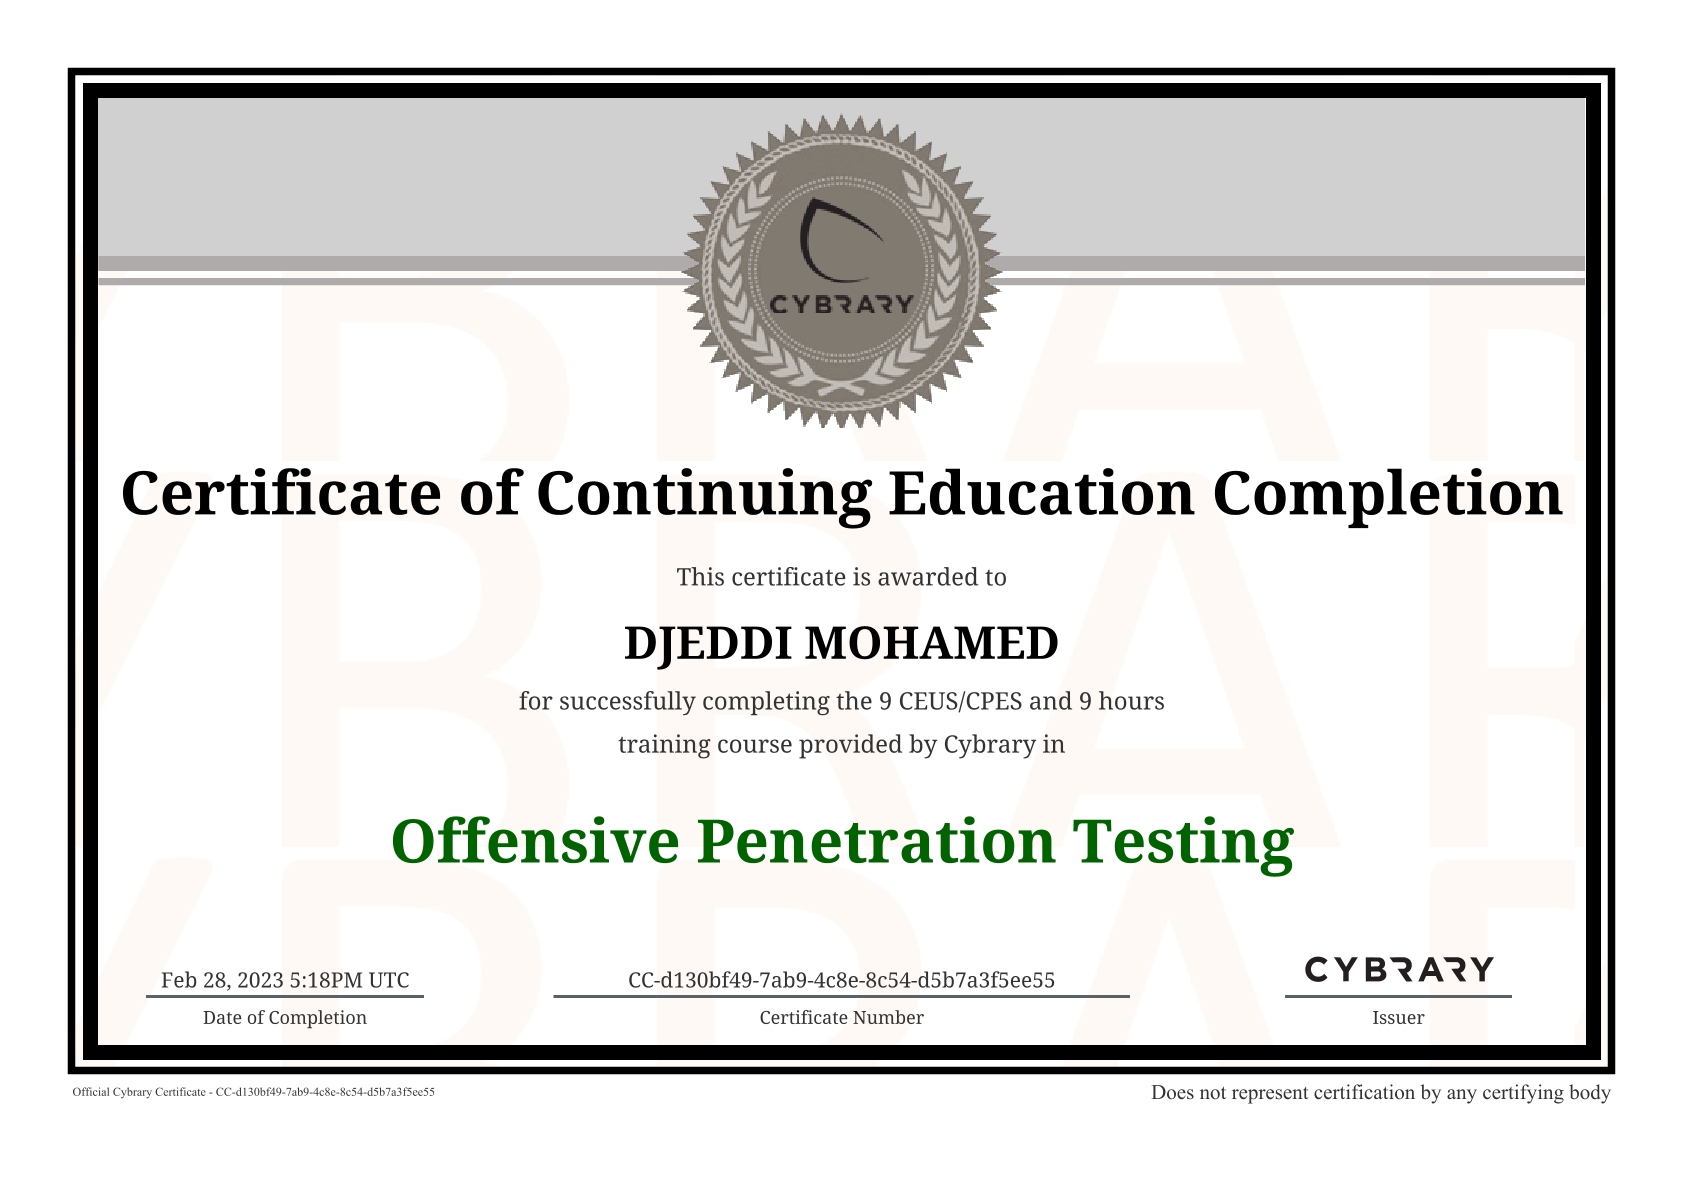 CYBRARY
Certificate of Continuing Education Completion
This certificate is awarded to
DJEDDI MOHAMED
for successfully completing the 9 CEUS/CPES and 9 hours
training course provided by Cybrary in
Offensive Penetration Testing
Feb 28, 2023 5:18PM UTC
Date of Completion
CC-d130bf49-7ab9-4c8e-8c54-d5b7a3f5ee55
Certificate Number
CYBRARY
Issuer
Official Cybrary Certificate - CC-d130bf49-7ab9-4c8e-8c54-d5b7a3f5ee55
Does not represent certification by any certifying body